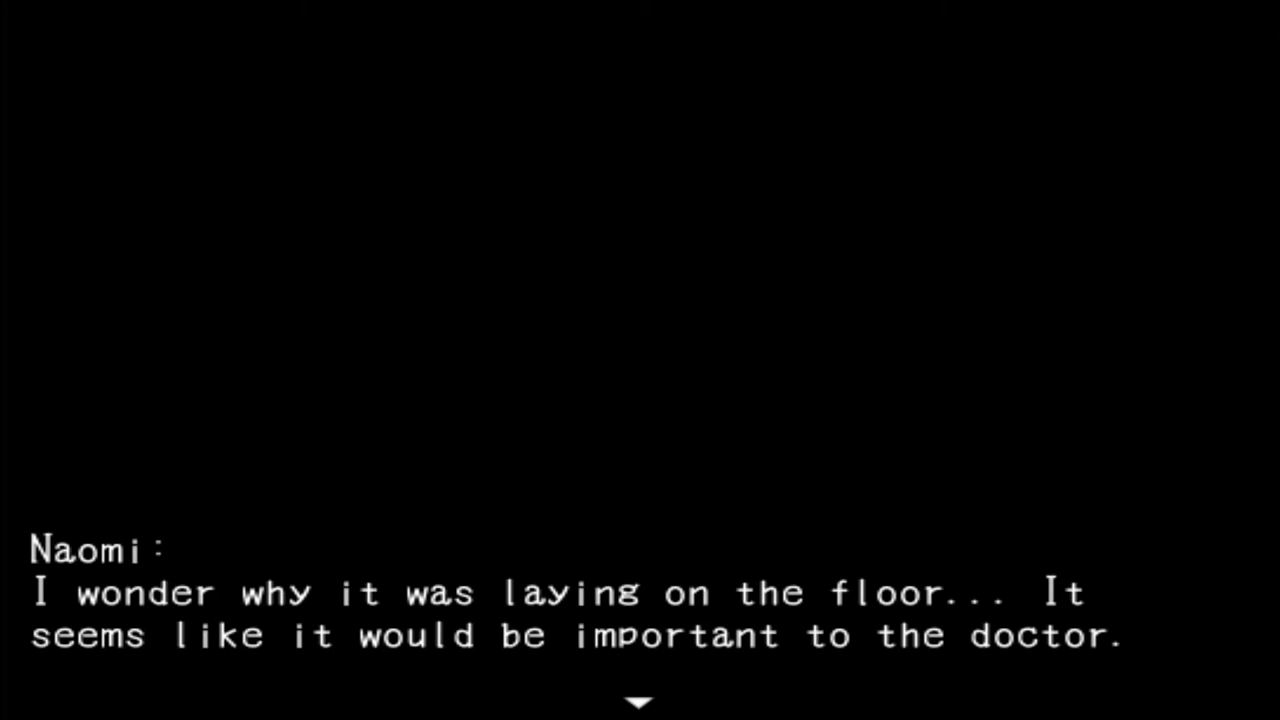 Naomi:
I wonder why it was laying on the floor... It
seems like it would be important to the doctor.